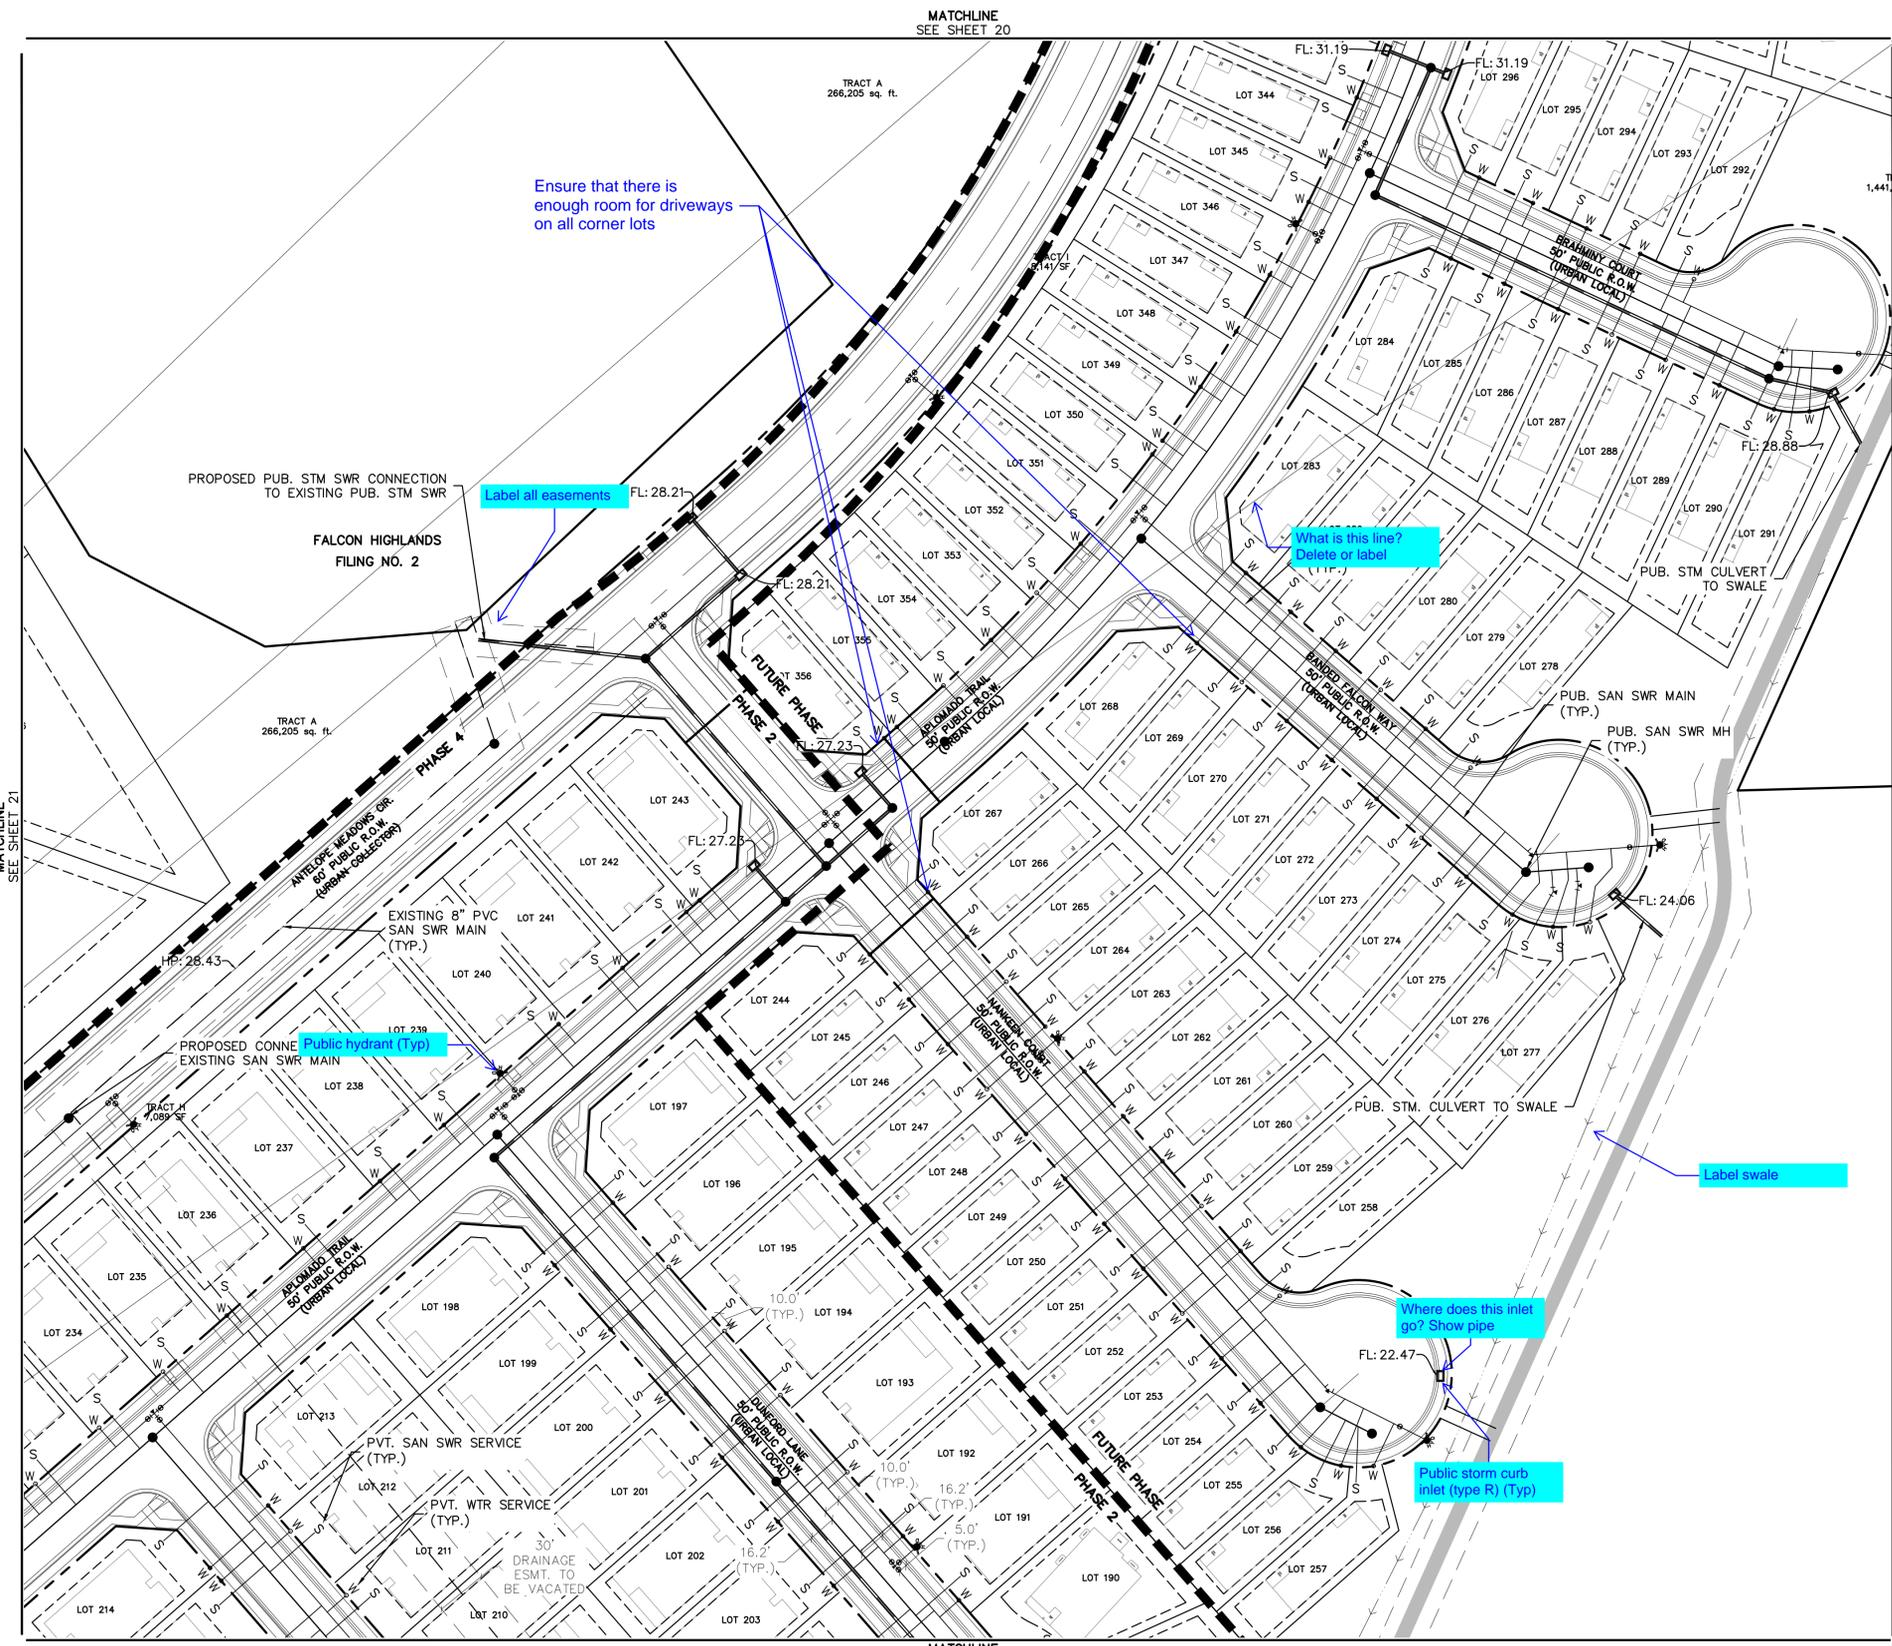 MATCHLINE
SEE SHEET 20
FL: 31.19
FL: 31.19
TRACT A
266,205 sq. ft.
LOT 344
LOT 345
LOT 346
LOT 347
LOT 348
LOT 349
LOT 350
LOT 351
LOT 352
LOT 353
LOT 354
LOT 355
LOT 296
LOT 295
LOT 294
LOT 293
LOT 292
BRAHMINY COURT
50' PUBLIC R.O.W.
(URBAN LOCAL)
Ensure that there is
enough room for driveways
on all corner lots
LOT 284
LOT 285
LOT 286
LOT 287
LOT 288
LOT 289
LOT 290
LOT 291
FL: 28.88
LOT 283
What is this line?
Delete or label
(TYP.)
LOT 280
LOT 279
LOT 278
PUB. STM CULVERT
TO SWALE
PROPOSED PUB. STM SWR CONNECTION
TO EXISTING PUB. STM SWR
Label all easements
FL: 28.21
FL: 28.21
FALCON HIGHLANDS
FILING NO. 2
TRACT A
266,205 sq. ft.
PHASE 4
FUTURE PHASE
PHASE 2
FL: 27.23
APLOMADO TRAIL
50' PUBLIC R.O.W.
(URBAN LOCAL)
BANDED FALCON WAY
50' PUBLIC R.O.W.
(URBAN LOCAL)
PUB. SAN SWR MAIN
(TYP.)
PUB. SAN SWR MH
(TYP.)
LOT 268
LOT 269
LOT 270
LOT 271
LOT 272
LOT 273
LOT 274
LOT 275
LOT 276
LOT 277
FL: 24.06
SEE SHEET 21
ANTELOPE MEADOWS CIR.
60' PUBLIC R.O.W.
(URBAN COLLECTOR)
LOT 243
LOT 242
LOT 241
LOT 240
LOT 239
LOT 238
LOT 237
LOT 236
LOT 235
LOT 234
FL: 27.23
EXISTING 8" PVC
SAN SWR MAIN
(TYP.)
HP: 28.43
EXISTING SAN SWR MAIN
Public hydrant (Typ)
TRACT H
7,089 SF
LOT 267
LOT 266
LOT 265
LOT 264
LOT 263
LOT 262
LOT 261
LOT 260
LOT 259
LOT 258
NANKEEN COURT
50' PUBLIC R.O.W.
(URBAN LOCAL)
PUB. STM. CULVERT TO SWALE
Label swale
LOT 244
LOT 245
LOT 246
LOT 247
LOT 248
LOT 249
LOT 250
LOT 251
LOT 252
LOT 253
LOT 254
LOT 255
LOT 256
LOT 257
LOT 197
LOT 196
LOT 195
LOT 194
LOT 193
LOT 192
LOT 191
LOT 190
APLOMADO TRAIL
50' PUBLIC R.O.W.
(URBAN LOCAL)
10.0'
(TYP.)
Where does this inlet
go? Show pipe
FL: 22.47
Public storm curb
inlet (type R) (Typ)
FUTURE PHASE
PHASE 2
DUNFORD LANE
50' PUBLIC R.O.W.
(URBAN LOCAL)
10.0'
(TYP.)
16.2'
(TYP.)
5.0'
(TYP.)
16.2'
(TYP.)
LOT 198
LOT 199
LOT 200
LOT 201
LOT 202
LOT 203
LOT 213
LOT 212
LOT 211
LOT 210
LOT 214
PVT. SAN SWR SERVICE
(TYP.)
PVT. WTR SERVICE
(TYP.)
30'
DRAINAGE
ESMT. TO
BE VACATED